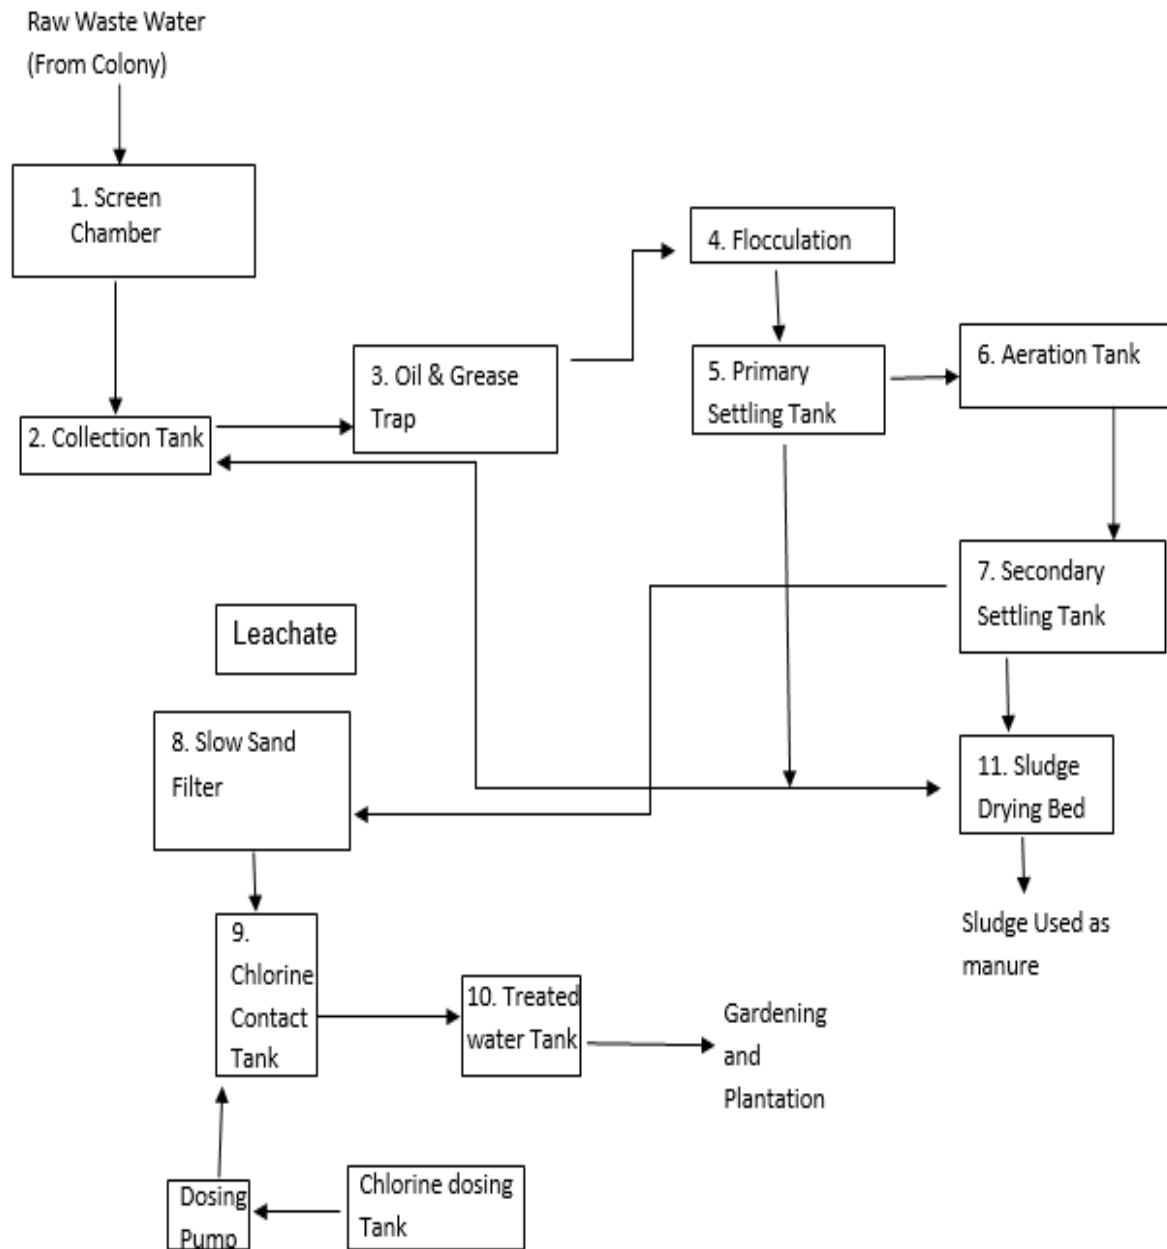 Raw Waste Water
(From Colony)
1. Screen
Chamber
2. Collection Tank
3. Oil & Grease
Trap
4. Flocculation
5. Primary
Settling Tank
6. Aeration Tank
7. Secondary
Settling Tank
Leachate
8. Slow Sand
Filter
11. Sludge
Drying Bed
Sludge Used as
manure
9.
Chlorine
Contact
Tank
10. Treated
water Tank
Gardening
and
Plantation
Dosing
Pump
Chlorine dosing
Tank